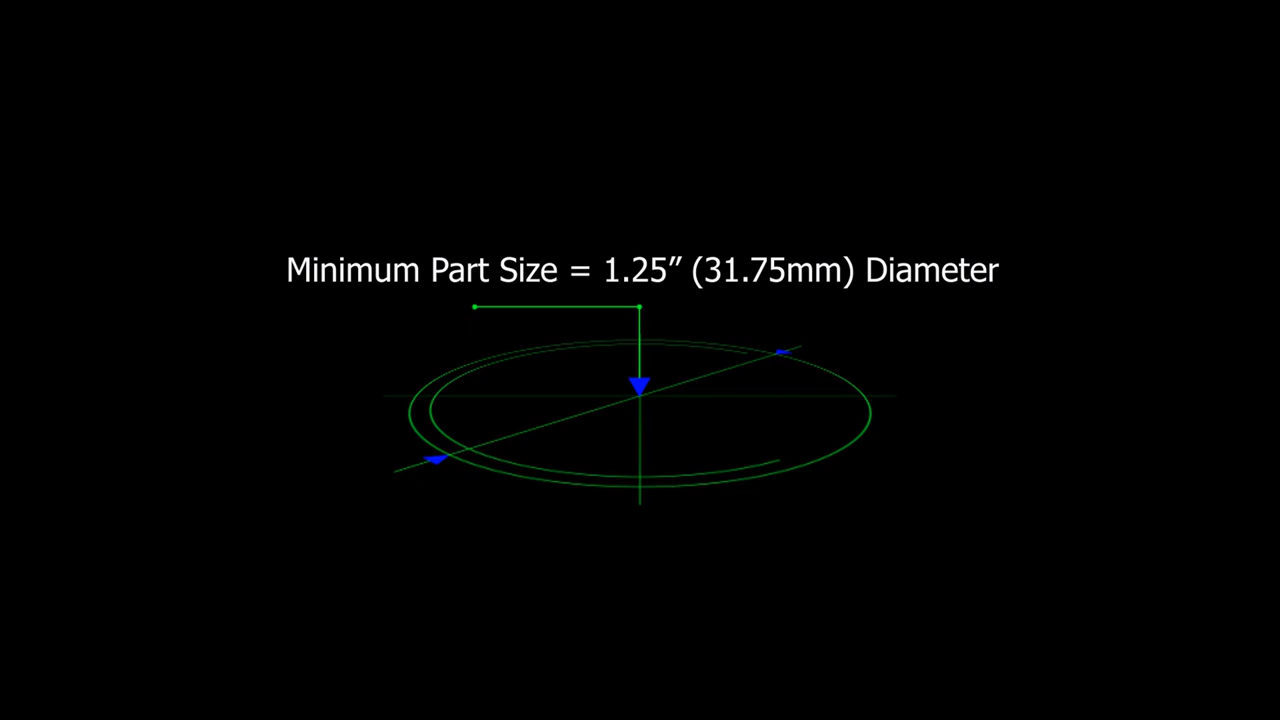 Minimum Part Size = 1.25” (31.75mm) Diameter